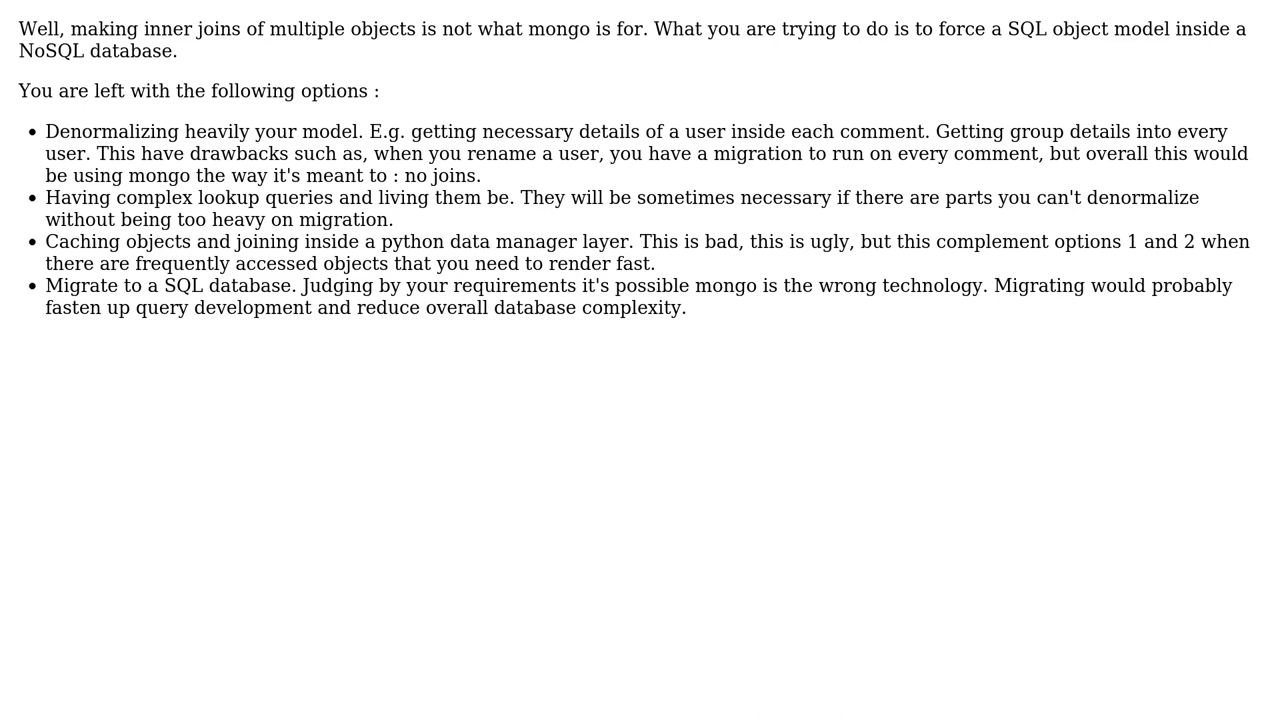 Well, making inner joins of multiple objects is not what mongo is for. What you are trying to do is to force a SQL object model inside a
NoSQL database.
You are left with the following options :
• Denormalizing heavily your model. E.g. getting necessary details of a user inside each comment. Getting group details into every
user. This have drawbacks such as, when you rename a user, you have a migration to run on every comment, but overall this would
be using mongo the way it's meant to : no joins.
• Having complex lookup queries and living them be. They will be sometimes necessary if there are parts you can't denormalize
without being too heavy on migration.
• Caching objects and joining inside a python data manager layer. This is bad, this is ugly, but this complement options 1 and 2 when
there are frequently accessed objects that you need to render fast.
• Migrate to a SQL database. Judging by your requirements it's possible mongo is the wrong technology. Migrating would probably
fasten up query development and reduce overall database complexity.